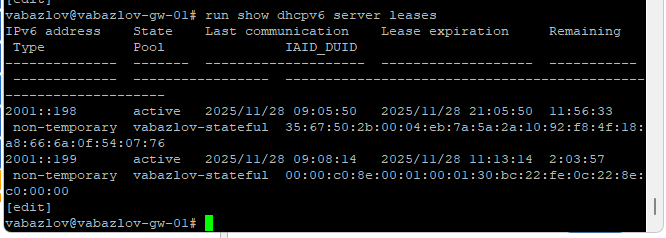 [edit]
vabazlov@vabazlov-gw-01# run show dhcpv6 server leases
IPv6 address    State    Last communication    Lease expiration    Remaining
 Type           Pool               IAID_DUID
--------------  -------  --------------------  -------------------  -----------
 -------------  ---------------  --------------------------------------------
--------------------
2001::198       active   2025/11/28 09:05:50   2025/11/28 21:05:50  11:56:33
 non-temporary  vabazlov-stateful  35:67:50:2b:00:04:eb:7a:5a:2a:10:92:f8:4f:18:
a8:66:6a:0f:54:07:76
2001::199       active   2025/11/28 09:08:14   2025/11/28 11:13:14  2:03:57
 non-temporary  vabazlov-stateful  00:00:c0:8e:00:01:00:01:30:bc:22:fe:0c:22:8e:
c0:00:00
[edit]
vabazlov@vabazlov-gw-01#